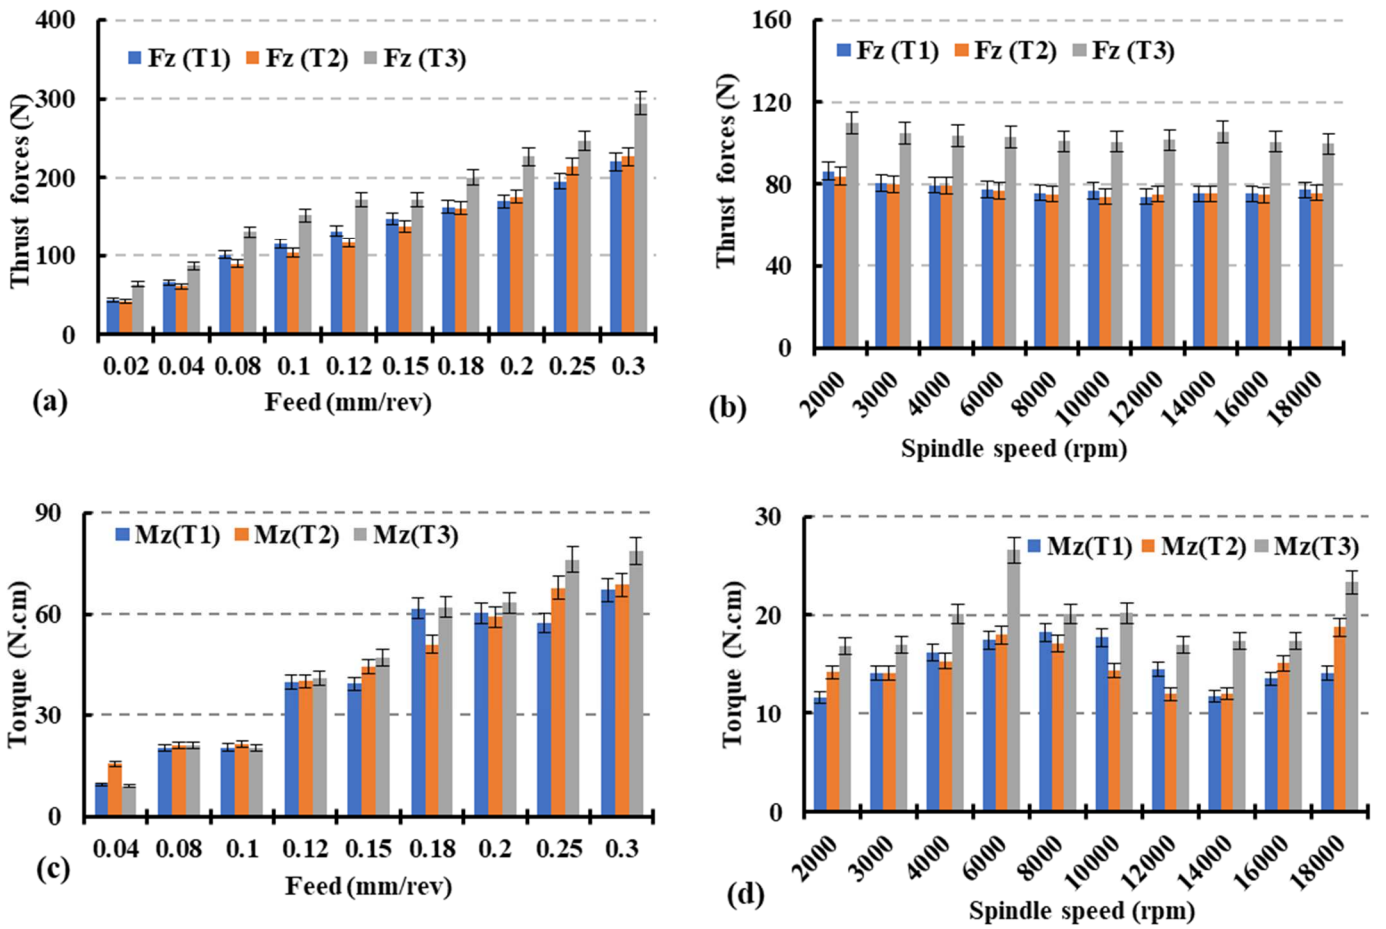 400
300
200
100
0
Thrust forces (N)
Fz (T1) Fz (T2) Fz (T3)
0.02 0.04 0.08 0.1 0.12 0.15 0.18 0.2 0.25 0.3
Feed (mm/rev)
(a)
160
120
80
40
0
Thrust forces (N)
Fz (T1) Fz (T2) Fz (T3)
2000 3000 4000 6000 8000 10000 12000 14000 16000 18000
Spindle speed (rpm)
(b)
90
60
30
0
Torque (N.cm)
Mz(T1) Mz(T2) Mz(T3)
0.04 0.08 0.1 0.12 0.15 0.18 0.2 0.25 0.3
Feed (mm/rev)
(c)
30
20
10
0
Torque (N.cm)
Mz(T1) Mz(T2) Mz(T3)
2000 3000 4000 6000 8000 10000 12000 14000 16000 18000
Spindle speed (rpm)
(d)